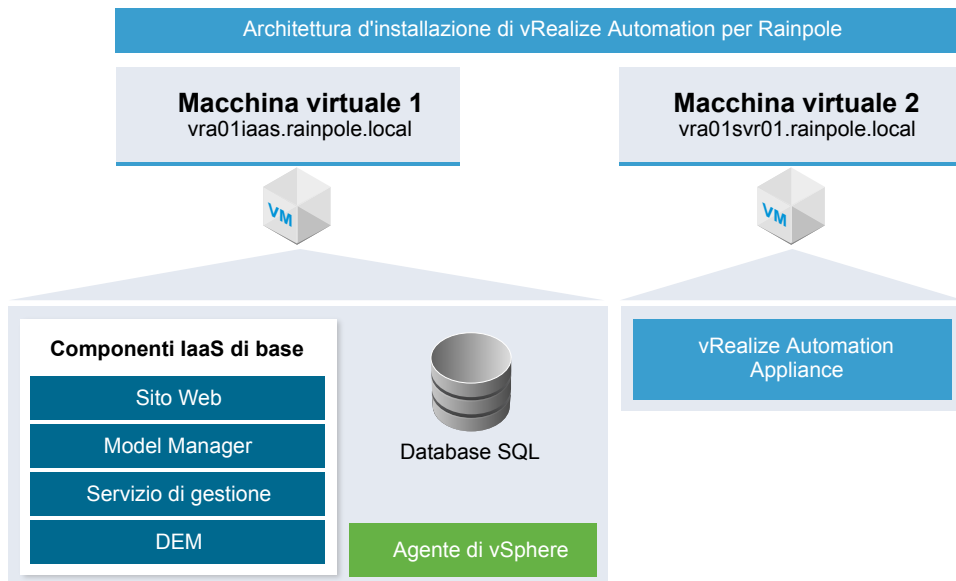 Architettura d'installazione di vRealize Automation per Rainpole
Macchina virtuale 1
vra01iaas.rainpole.local
Macchina virtuale 2
vra01svr01.rainpole.local
VM
VM
Componenti IaaS di base
Sito Web
Model Manager
Servizio di gestione
DEM
Database SQL
Agente di vSphere
vRealize Automation
Appliance